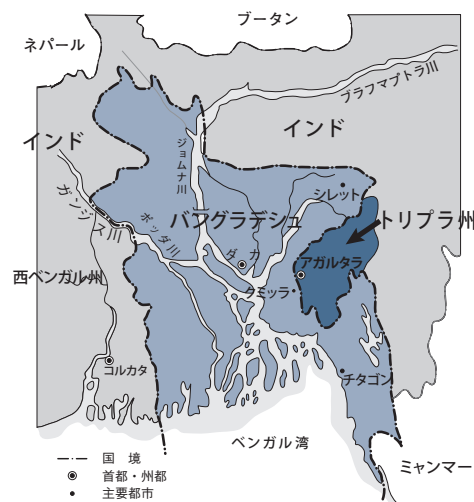 ブータン
ネパール
ブラフマプトラ川
インド
インド
ジョムナ川
シレット
ガンジス川
ポッダ川
バングラデシュ
トリプラ州
ダカ
アガルタラ
クミッラ
西ベンガル州
コルカタ
チタゴン
ベンガル湾
ミャンマー
国境
首都・州都
主要都市